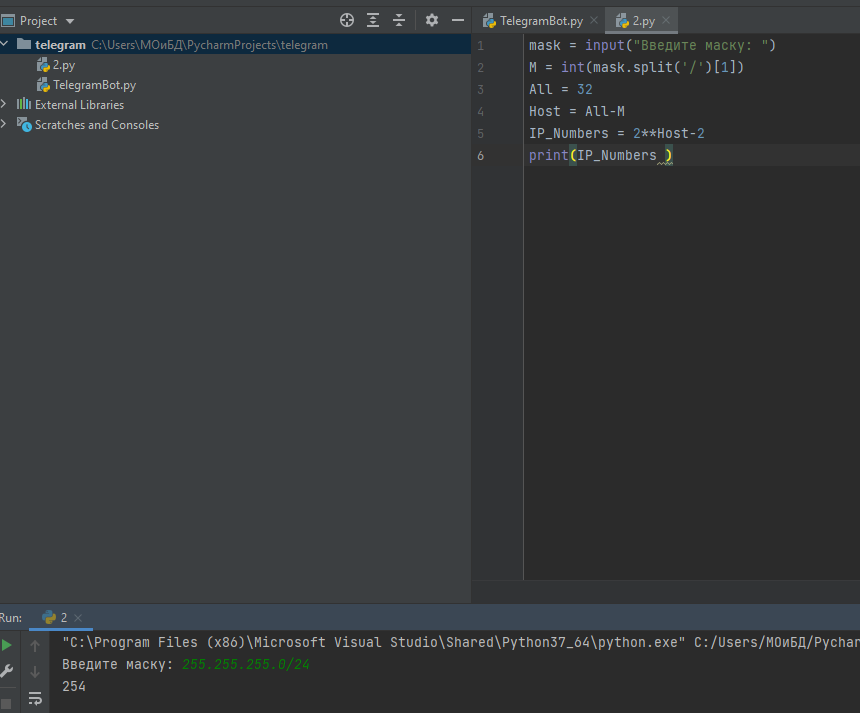 Project
telegram C:\Users\МОиБД\PycharmProjects\telegram
2.py
TelegramBot.py
External Libraries
Scratches and Consoles
TelegramBot.py
2.py
1 mask = input("Введите маску: ")
2 M = int(mask.split('/')[1])
3 All = 32
4 Host = All-M
5 IP_Numbers = 2**Host-2
6 print(IP_Numbers )
Run: 2
"C:\Program Files (x86)\Microsoft Visual Studio\Shared\Python37_64\python.exe" C:/Users/МОиБД/Pychar
Введите маску: 255.255.255.0/24
254